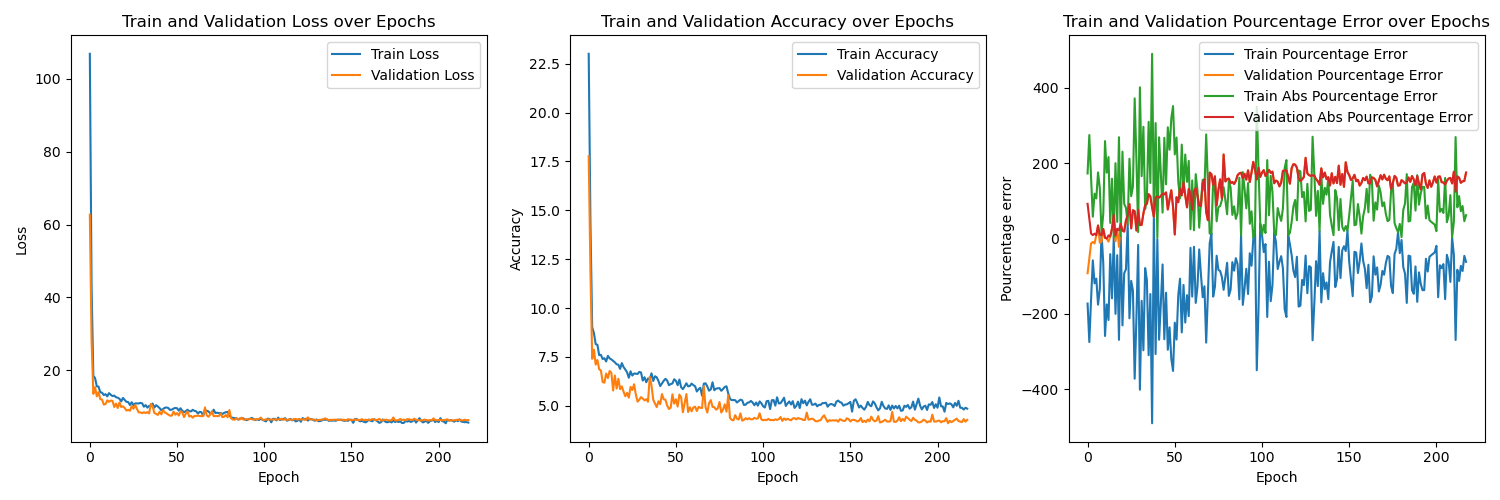 Train and Validation Loss over Epochs
Loss
100
80
60
40
20
0
50
100
150
200
Epoch
Train Loss
Validation Loss
Train and Validation Accuracy over Epochs
Accuracy
22.5
20.0
17.5
15.0
12.5
10.0
7.5
5.0
0
50
100
150
200
Epoch
Train Accuracy
Validation Accuracy
Train and Validation Pourcentage Error over Epochs
Pourcentage error
400
200
0
−200
−400
0
50
100
150
200
Epoch
Train Pourcentage Error
Validation Pourcentage Error
Train Abs Pourcentage Error
Validation Abs Pourcentage Error